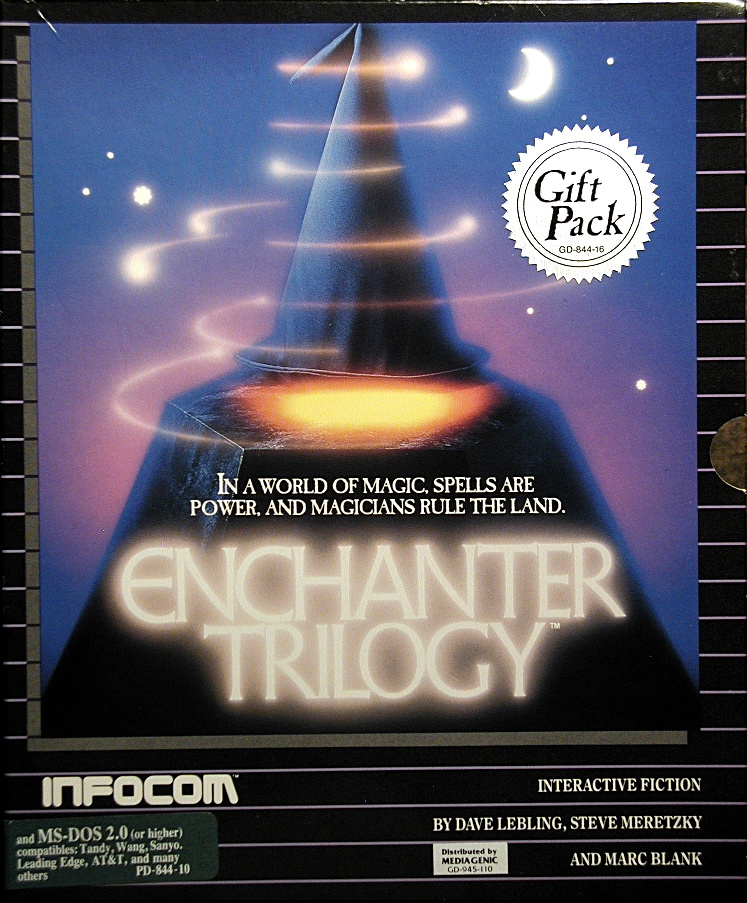 Gift
Pack
GD-844-16
IN A WORLD OF MAGIC, SPELLS ARE
POWER, AND MAGICIANS RULE THE LAND.
ENCHANTER
TRILOGY™
INFOCOM™
INTERACTIVE FICTION
BY DAVE LEBLING, STEVE MERETZKY
AND MARC BLANK
and MS-DOS 2.0 (or higher)
compatibles: Tandy, Wang, Sanyo.
Leading Edge, AT&T, and many
others PD-844-10
Distributed by
MEDIAGENIC
GD-945-110